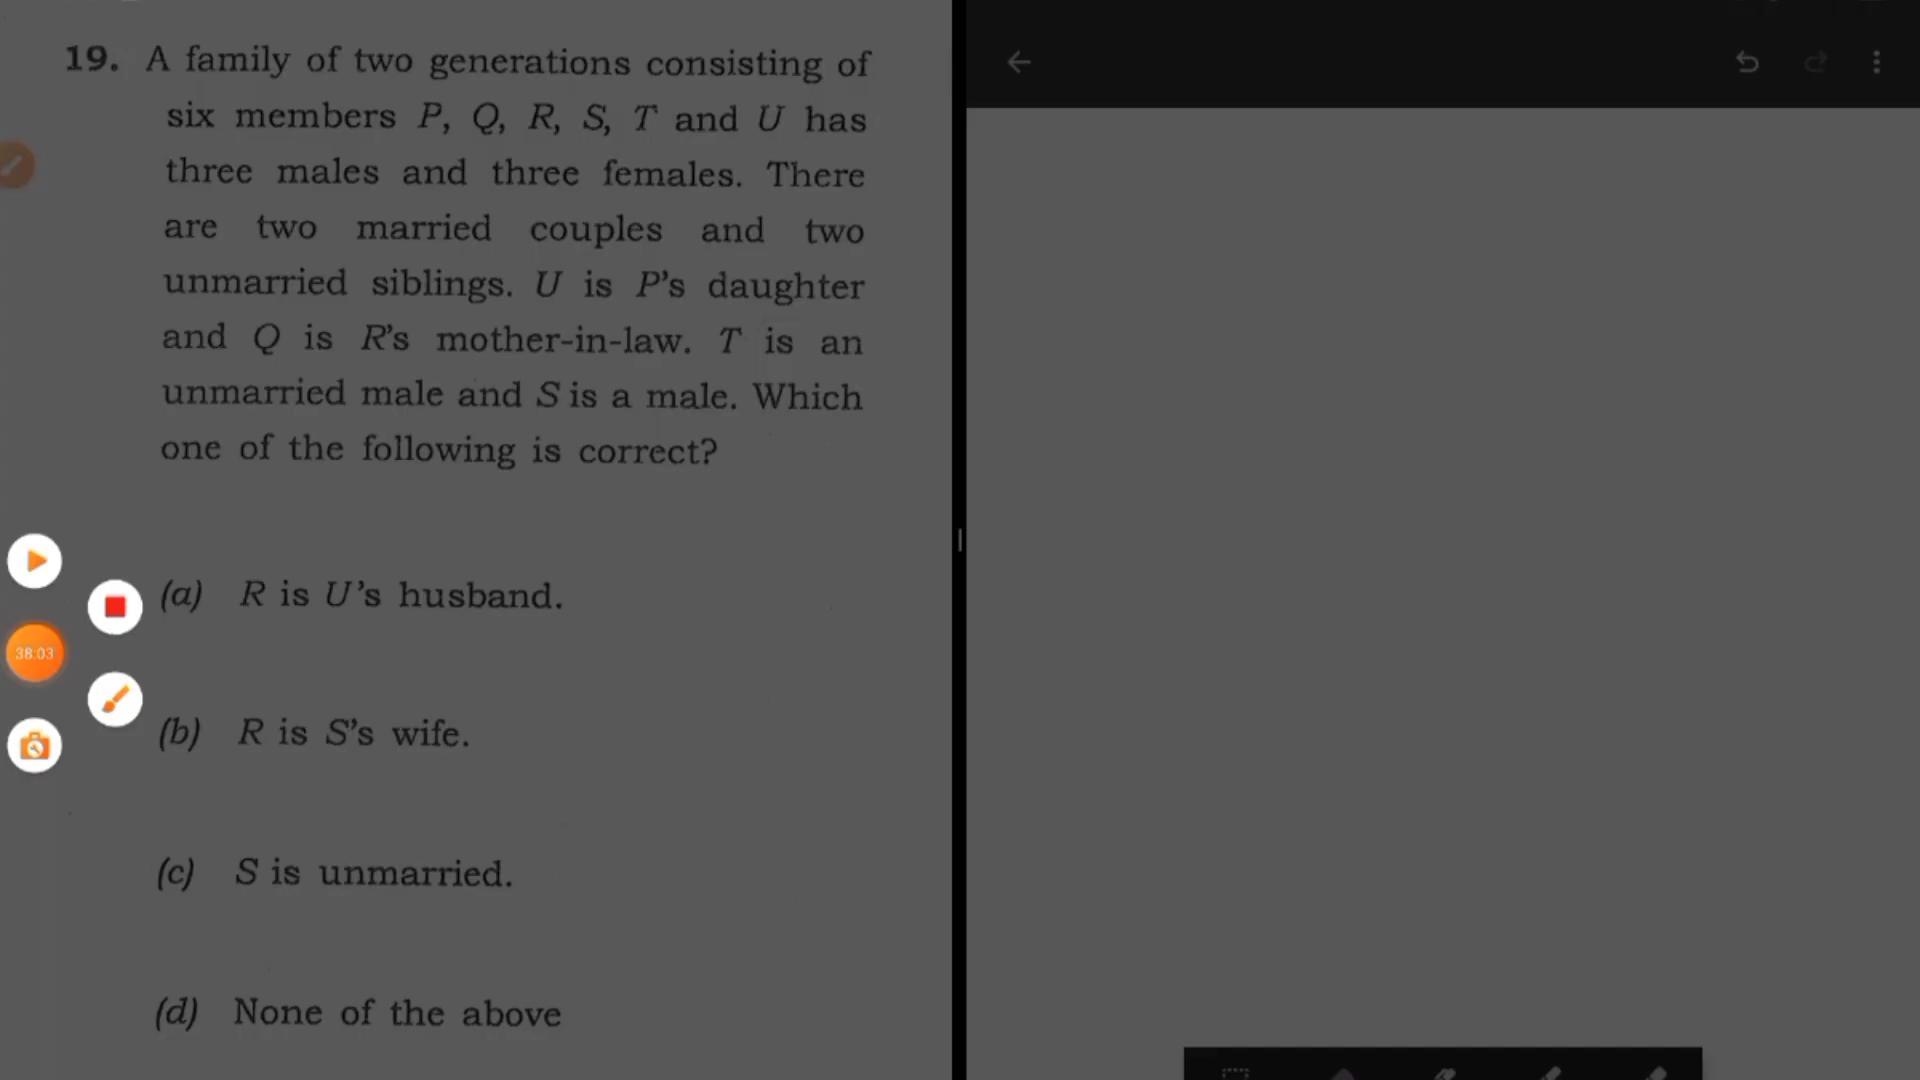 19. A family of two generations consisting of
six members P, Q, R, S, T and U has
three males and three females. There
are two married couples and two
unmarried siblings. U is P's daughter
and Q is R's mother-in-law. T is an
unmarried male and S is a male. Which
one of the following is correct?
(a) R is U's husband.
38:03
(b) R is S's wife.
(c) S is unmarried.
(d) None of the above